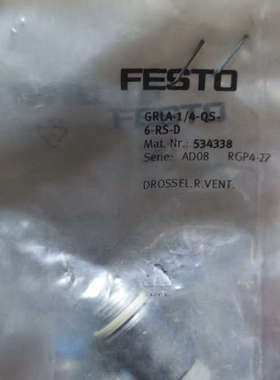 FESTO
GRLA-1/4-QS-
6-RS-D
Mat. Nr.: 534338
Serie: AD08 RGP4-27
DROSSEL.R.VENT.